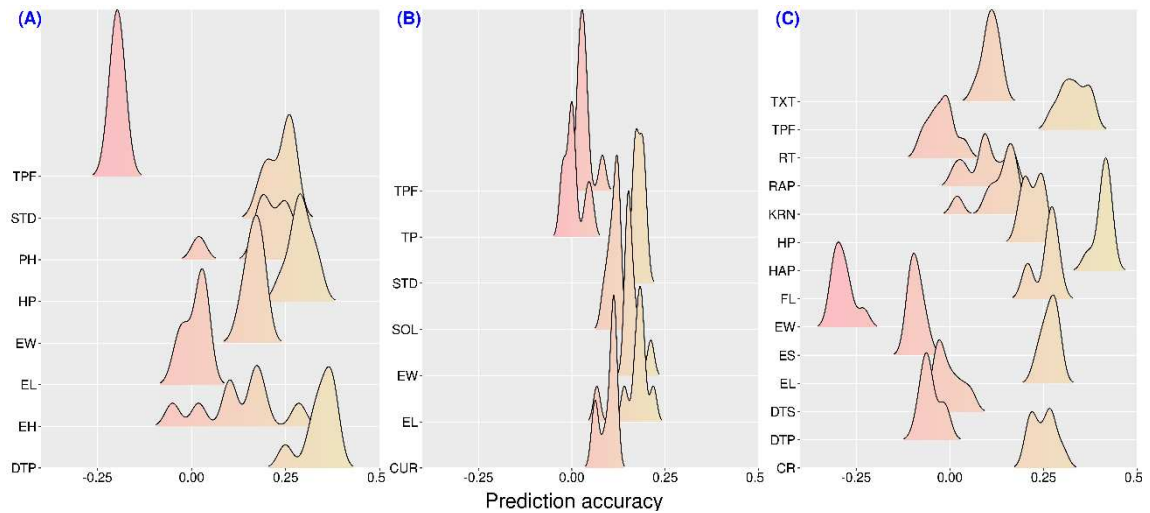 (A)
TPF
STD
PH
HP
EW
EL
EH
DTP
-0.25 0.00 0.25 0.5
(B)
TPF
TP
STD
SOL
EW
EL
CUR
-0.25 0.00 0.25 0.5
(C)
TXT
TPF
RT
RAP
KRN
HP
HAP
FL
EW
ES
EL
DTS
DTP
CR
-0.25 0.00 0.25 0.5
Prediction accuracy